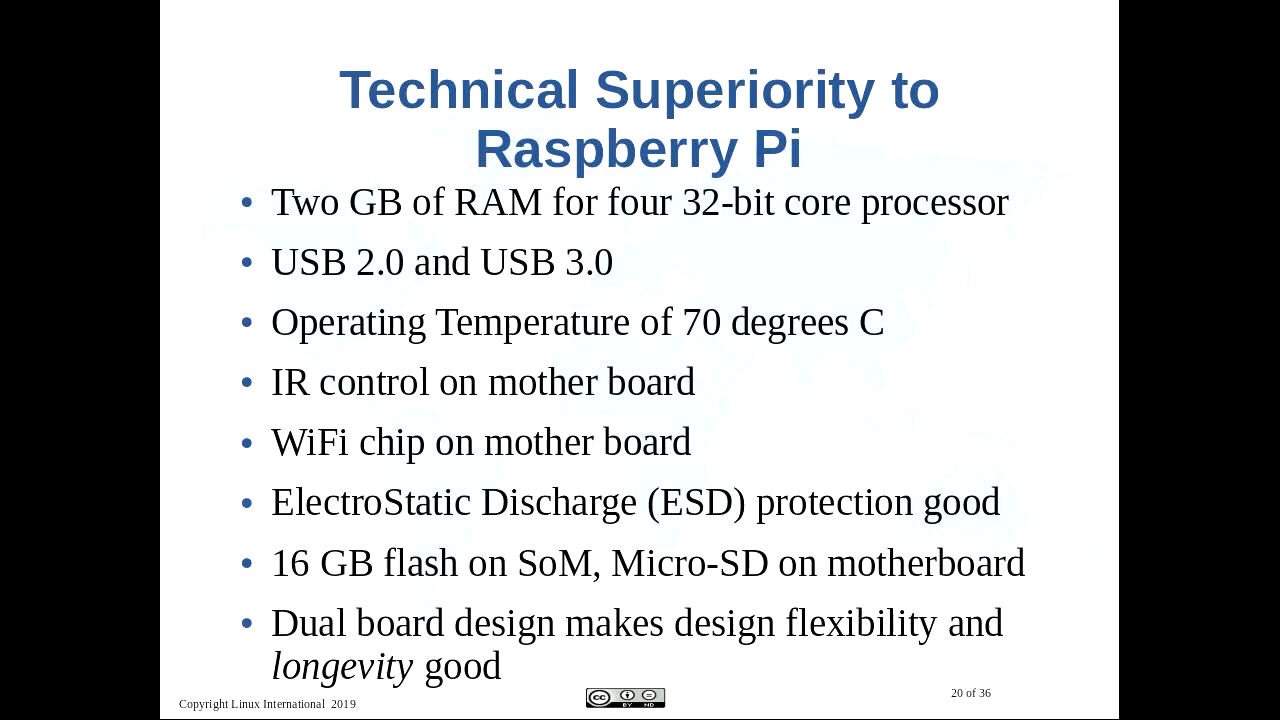 Technical Superiority to
Raspberry Pi
• Two GB of RAM for four 32-bit core processor
• USB 2.0 and USB 3.0
• Operating Temperature of 70 degrees C
• IR control on mother board
• WiFi chip on mother board
• ElectroStatic Discharge (ESD) protection good
• 16 GB flash on SoM, Micro-SD on motherboard
• Dual board design makes design flexibility and
longevity good
Copyright Linux International 2019
cc BY ND
20 of 36